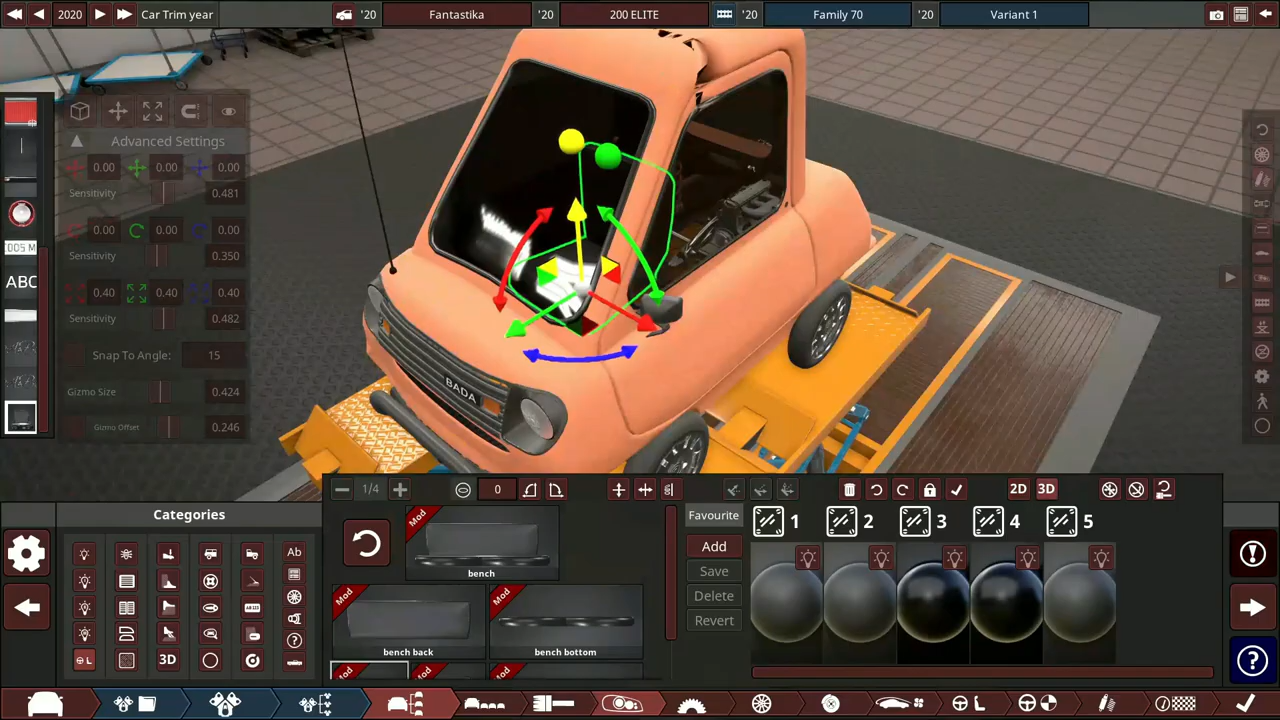 2020 Car Trim year '20 Fantastika '20 200 ELITE '20 Family 70 '20 Variant 1
Advanced Settings
0.00 0.00 0.00
Sensitivity 0.481
0.00 0.00 0.00
Sensitivity 0.350
0.40 0.40 0.40
Sensitivity 0.482
Snap To Angle: 15
Gizmo Size 0.424
Gizmo Offset 0.246
ABC
BADA
1/4 0 2D 3D
Categories
Ab
3D
Mod
bench
Mod
bench back
Mod
bench bottom
Mod Mod Mod
Favourite
Add
Save
Delete
Revert
1 2 3 4 5